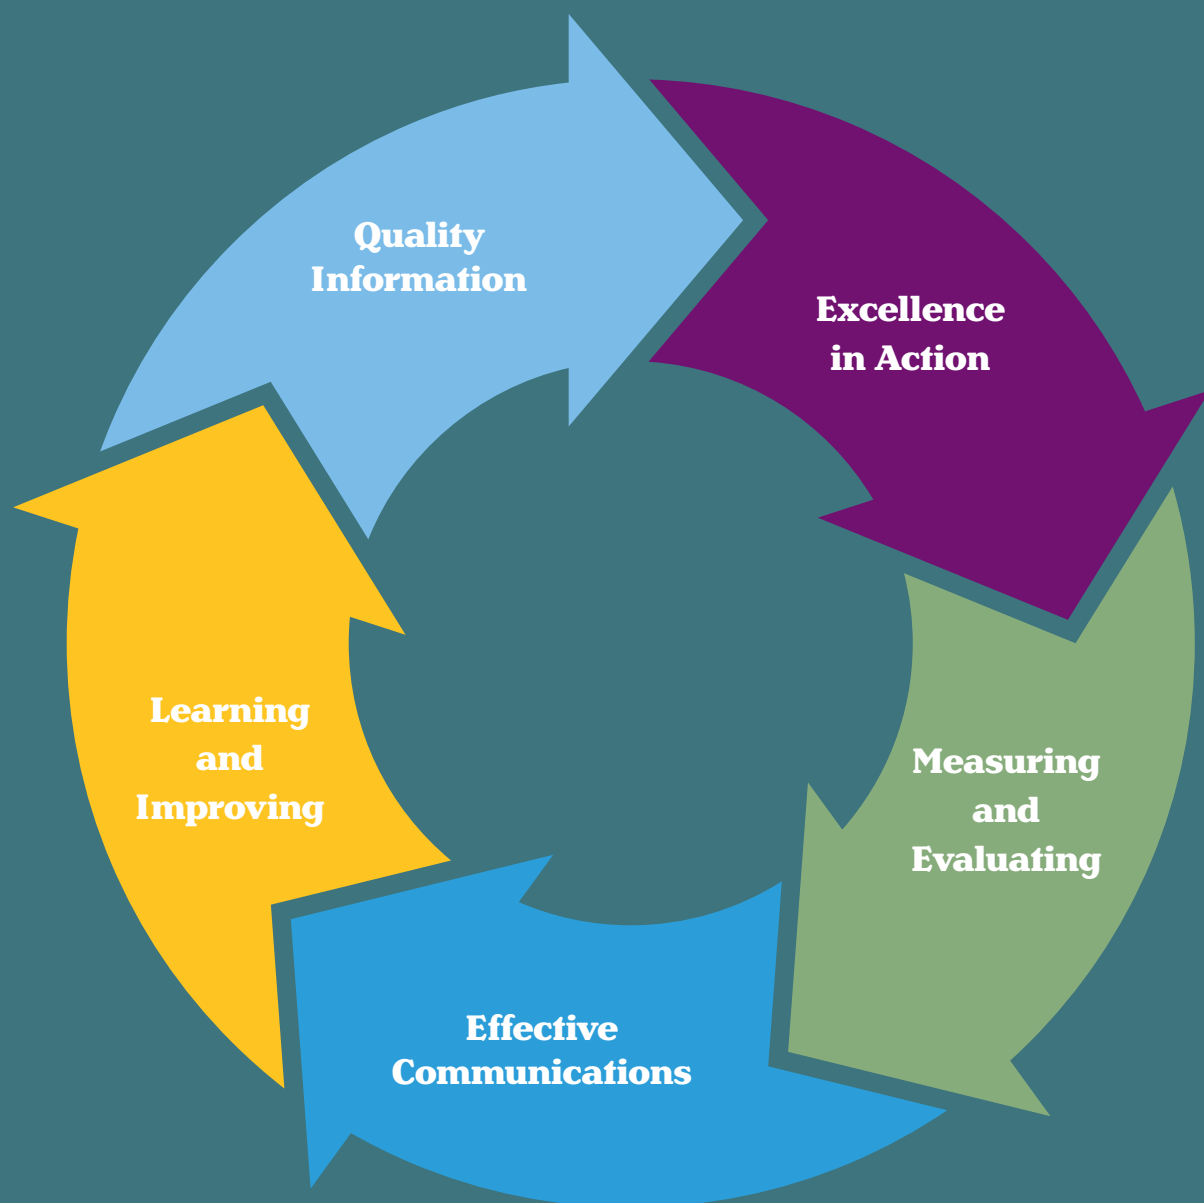 Quality
Information
Excellence
in Action
Measuring
and
Evaluating
Effective
Communications
Learning
and
Improving